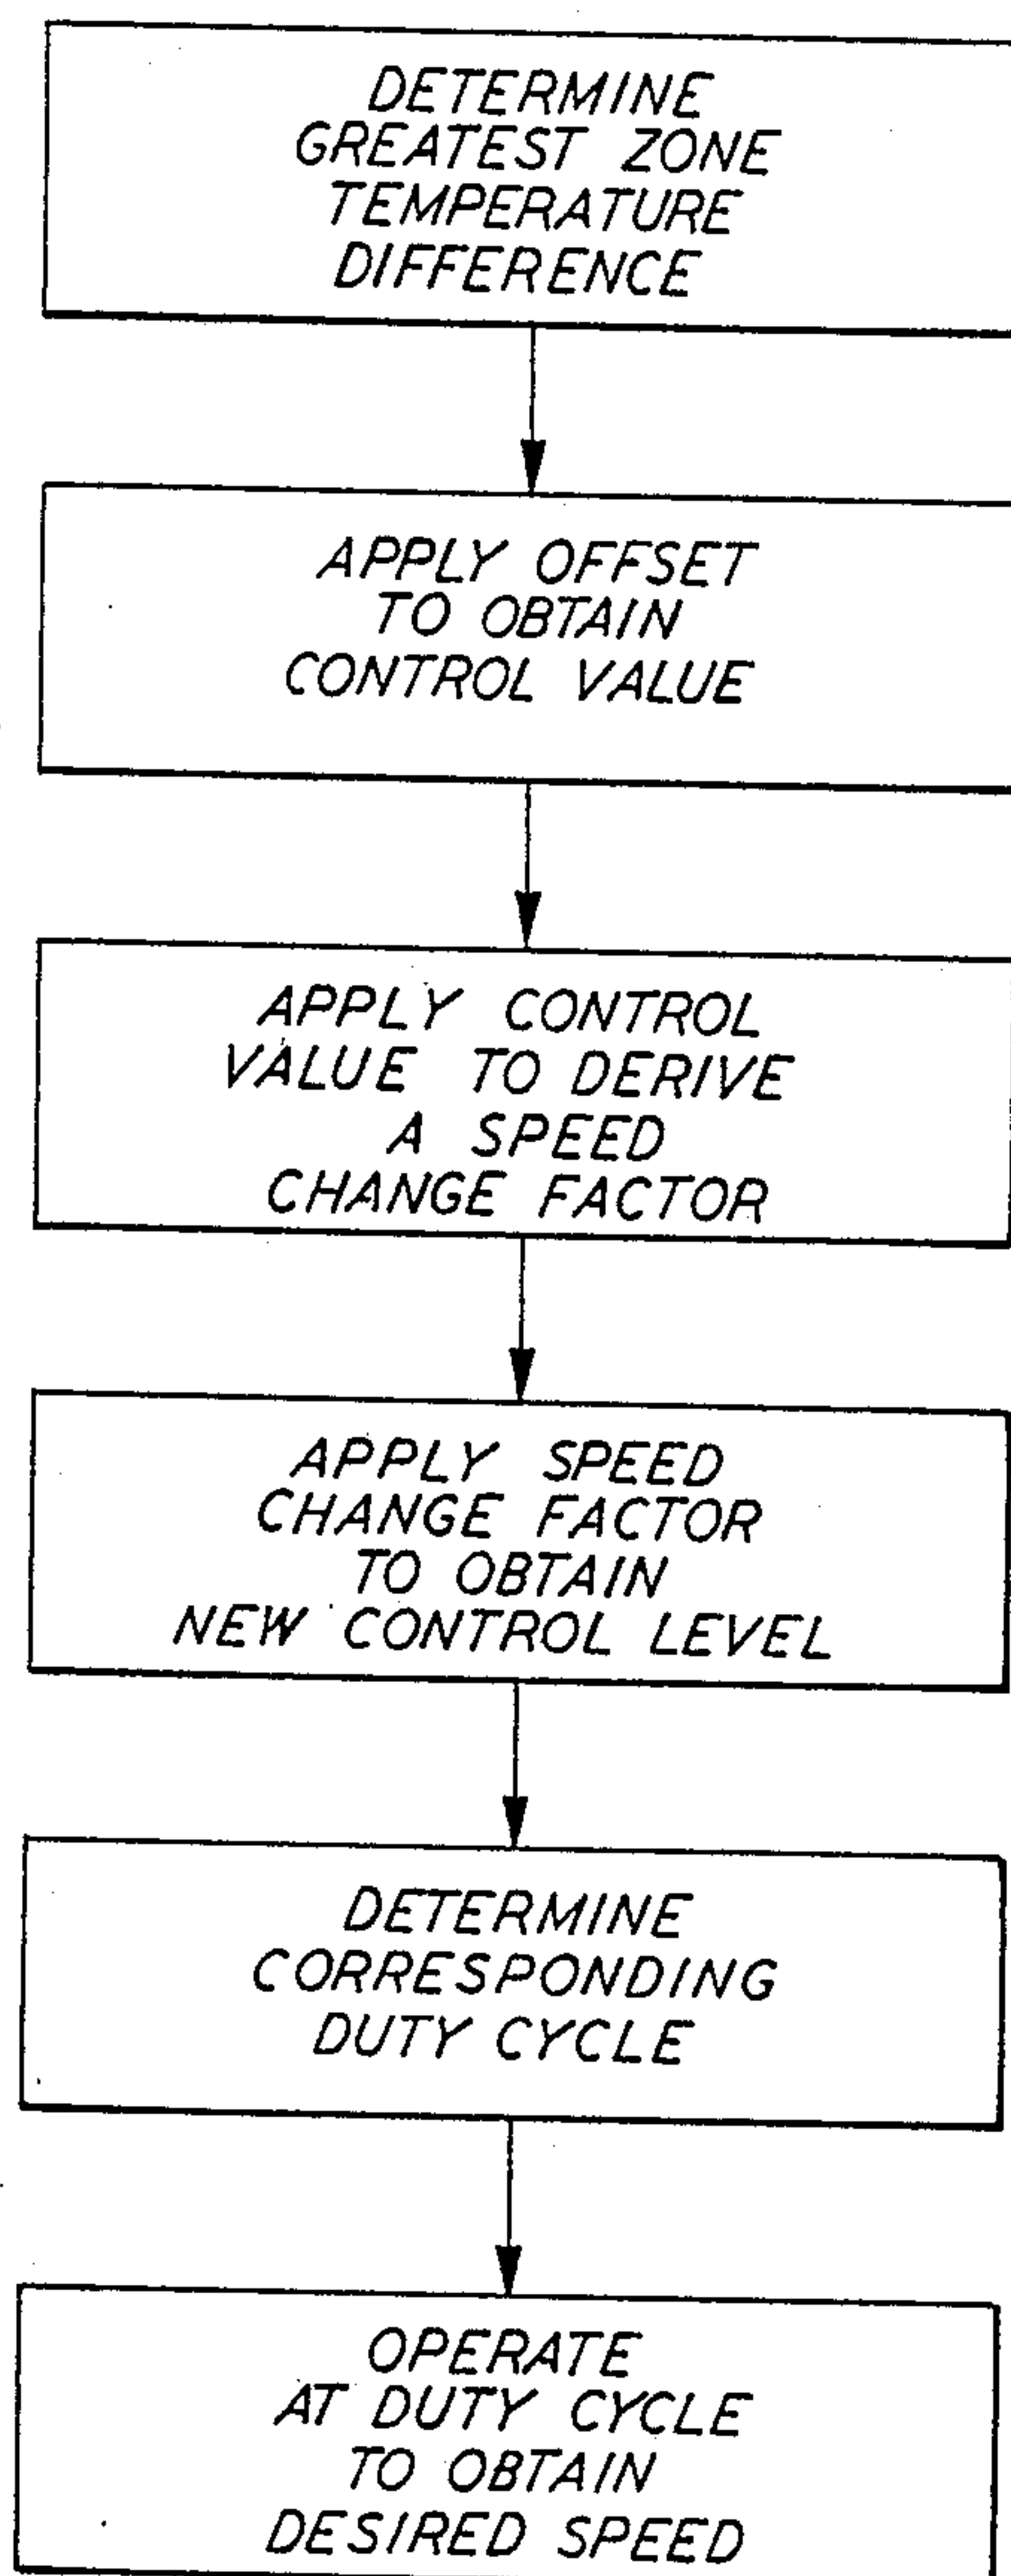 DETERMINE
GREATEST ZONE
TEMPERATURE
DIFFERENCE
APPLY OFFSET
TO OBTAIN
CONTROL VALUE
APPLY CONTROL
VALUE TO DERIVE
A SPEED
CHANGE FACTOR
APPLY SPEED
CHANGE FACTOR
TO OBTAIN
NEW CONTROL LEVEL
DETERMINE
CORRESPONDING
DUTY CYCLE
OPERATE
AT DUTY CYCLE
TO OBTAIN
DESIRED SPEED